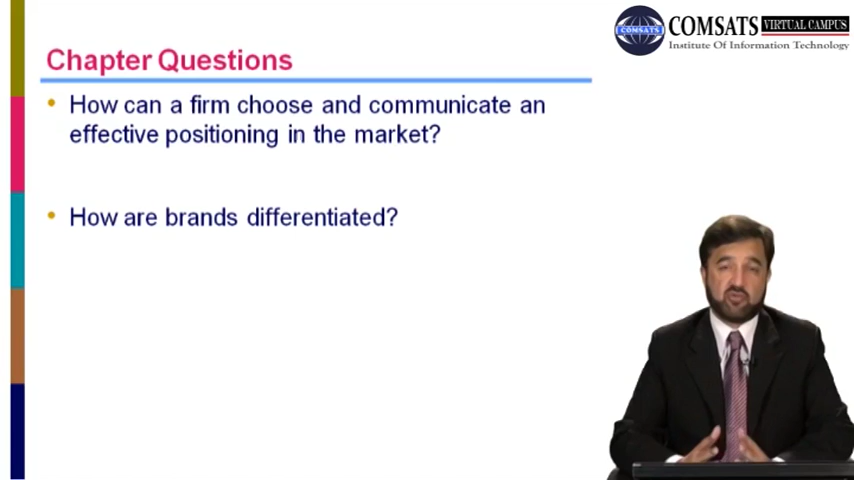 COMSATS VIRTUAL CAMPUS
COMSATS
Institute Of Information Technology
Chapter Questions
• How can a firm choose and communicate an
effective positioning in the market?
• How are brands differentiated?